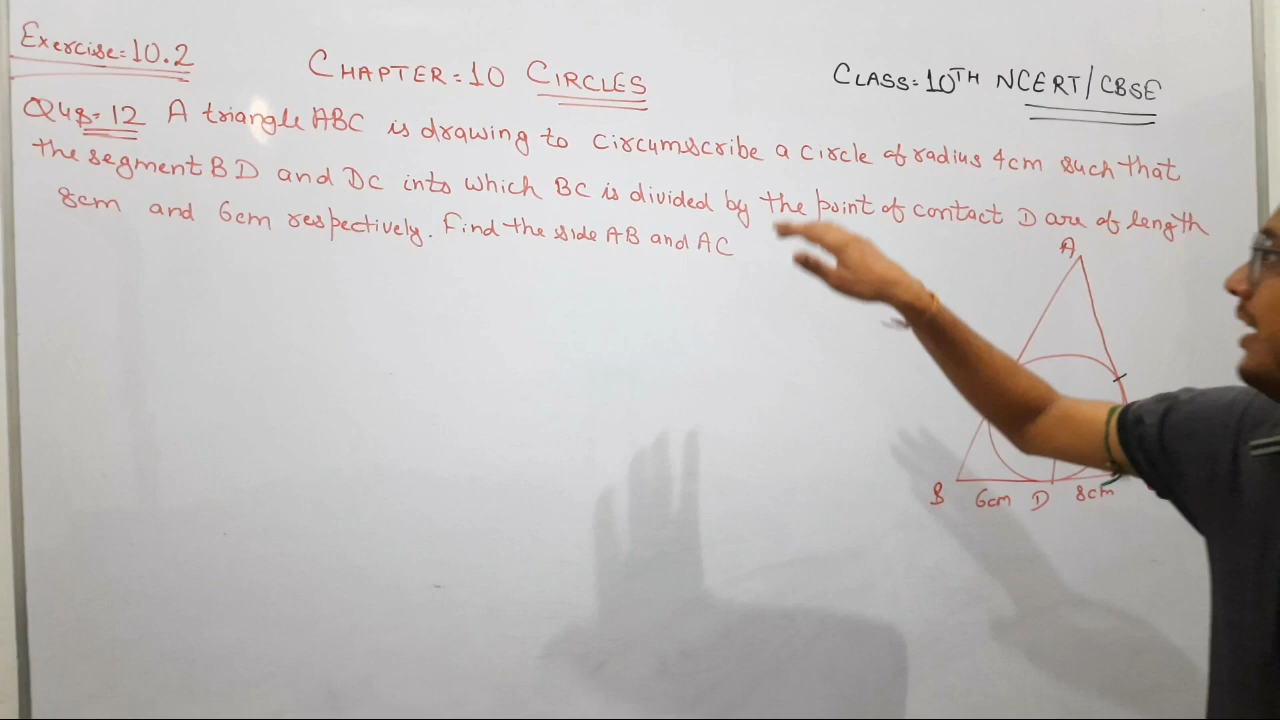 Exercise=10.2
CHAPTER=10 CIRCLES
CLASS=10TH NCERT/CBSE
Q48=12 A triangle ABC is drawing to circumscribe a circle of radius 4cm such that
the segment BD and DC into which BC is divided by the point of contact D are of length
8cm and 6cm respectively. Find the side AB and AC
A
B 6cm D 8cm